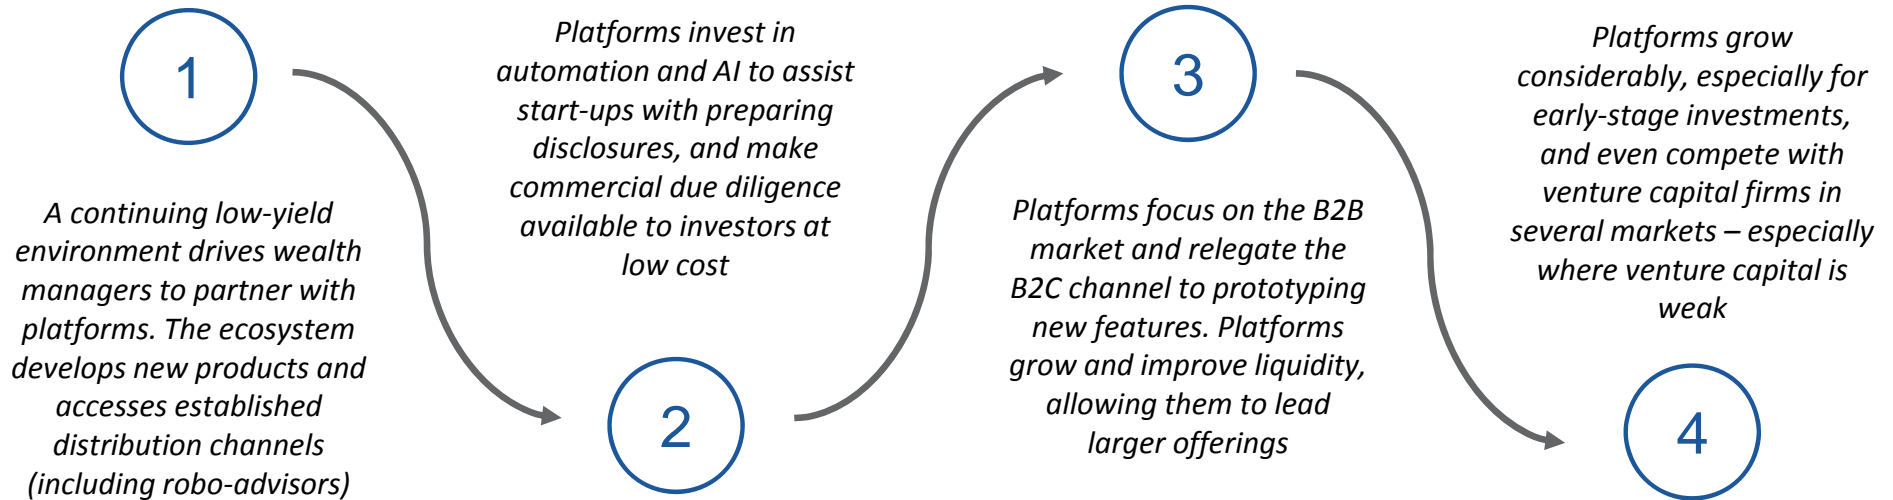 1
A continuing low-yield
environment drives wealth
managers to partner with
platforms. The ecosystem
develops new products and
accesses established
distribution channels
(including robo-advisors)
Platforms invest in
automation and AI to assist
start-ups with preparing
disclosures, and make
commercial due diligence
available to investors at
low cost
2
3
Platforms focus on the B2B
market and relegate the
B2C channel to prototyping
new features. Platforms
grow and improve liquidity,
allowing them to lead
larger offerings
Platforms grow
considerably, especially for
early-stage investments,
and even compete with
venture capital firms in
several markets – especially
where venture capital is
weak
4